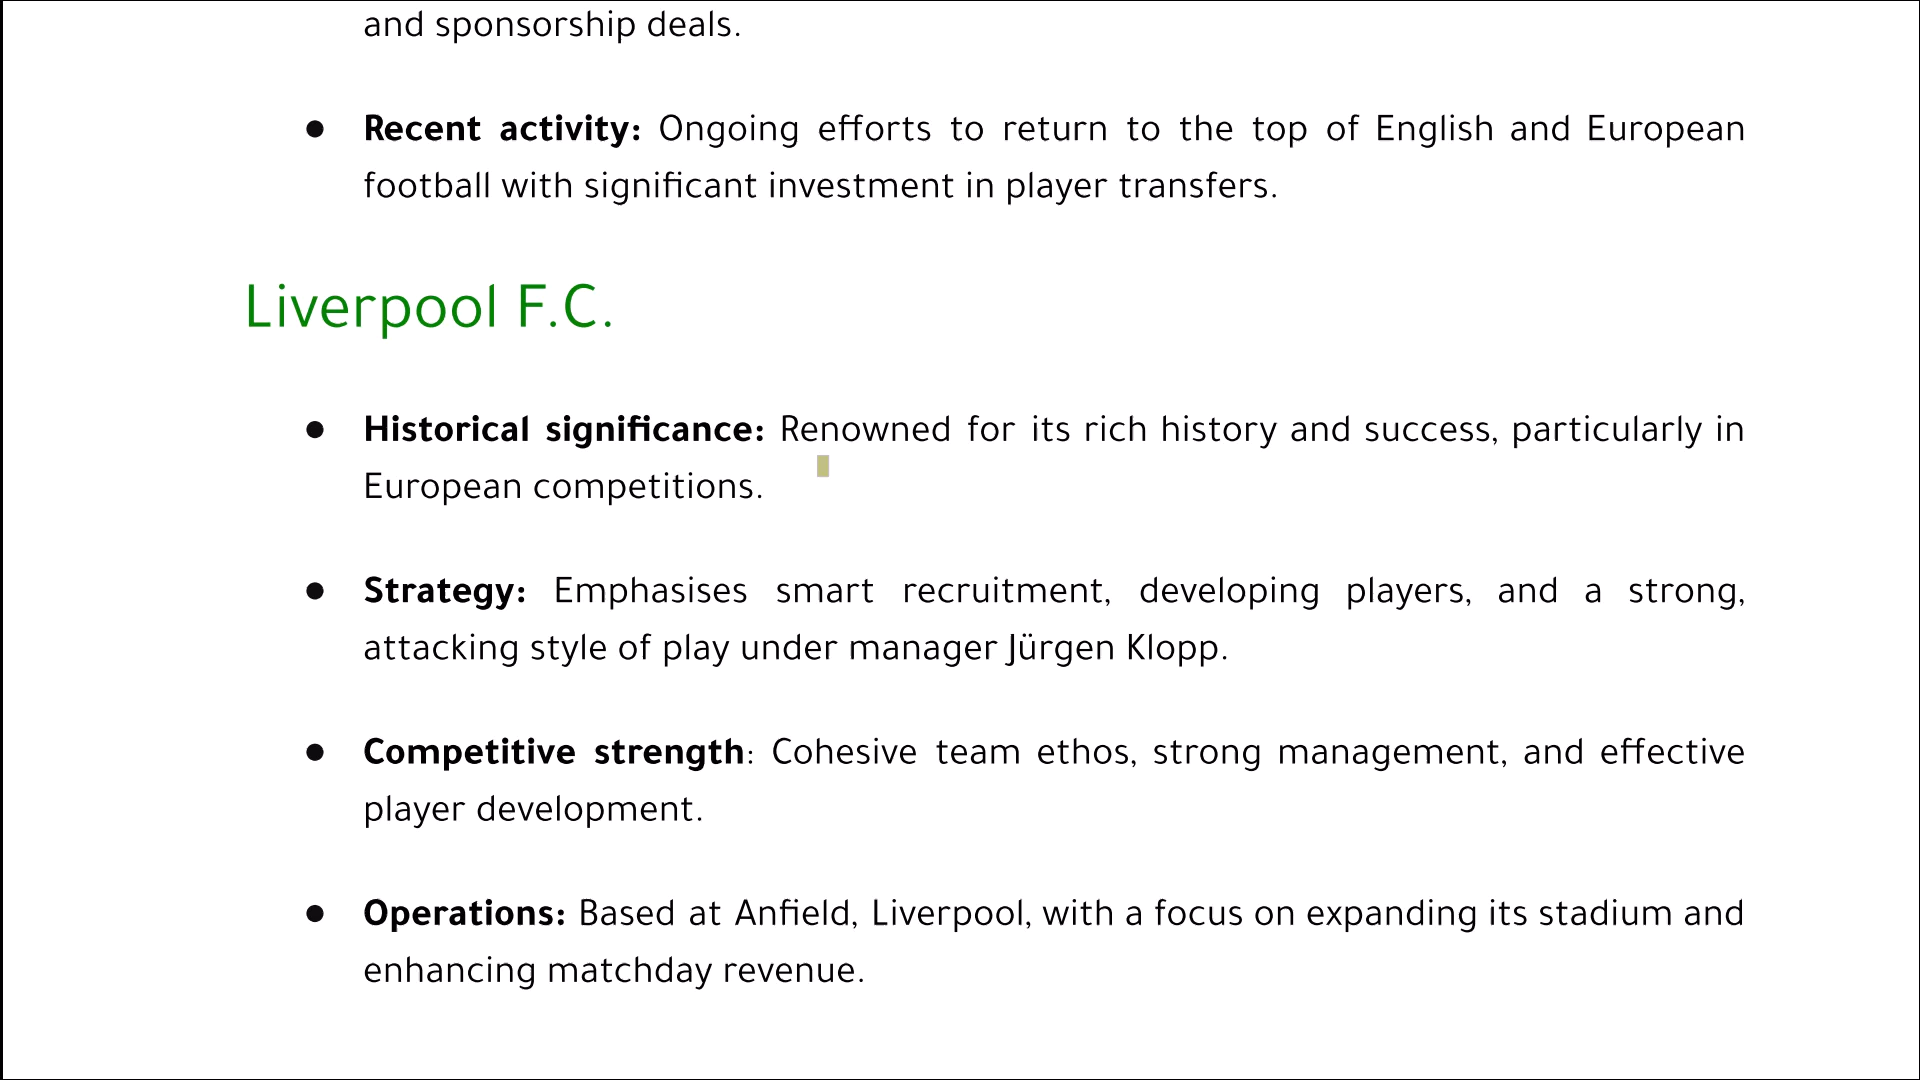 and sponsorship deals.
● Recent activity: Ongoing efforts to return to the top of English and European
football with significant investment in player transfers.
Liverpool F.C.
● Historical significance: Renowned for its rich history and success, particularly in
European competitions.
● Strategy: Emphasises smart recruitment, developing players, and a strong,
attacking style of play under manager Jürgen Klopp.
● Competitive strength: Cohesive team ethos, strong management, and effective
player development.
● Operations: Based at Anfield, Liverpool, with a focus on expanding its stadium and
enhancing matchday revenue.